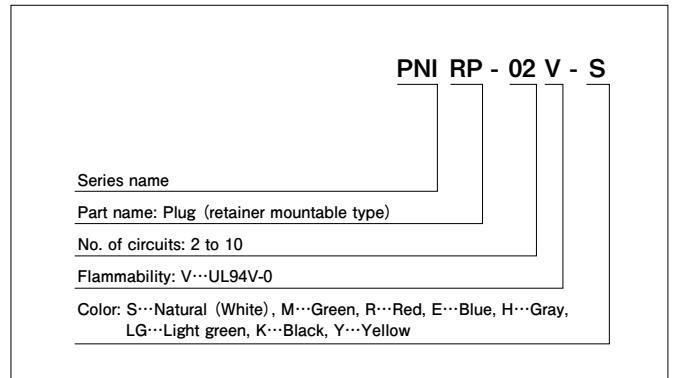 PNI RP - 02 V - S
Series name
Part name: Plug (retainer mountable type)
No. of circuits: 2 to 10
Flammability: V…UL94V-0
Color: S…Natural (White), M…Green, R…Red, E…Blue, H…Gray,
LG…Light green, K…Black, Y…Yellow